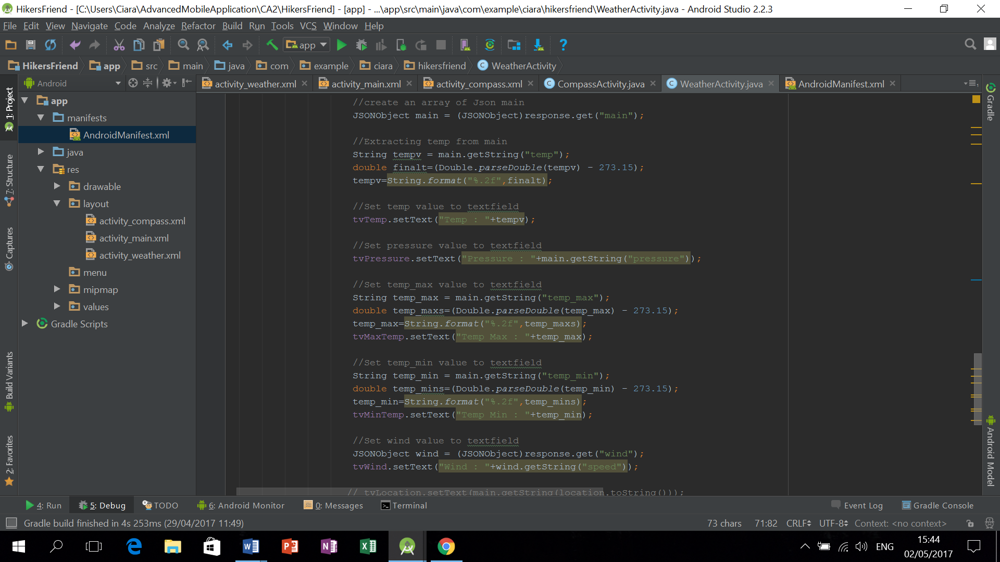 HikersFriend - [C:\Users\Ciara\AdvancedMobileApplication\CA2\HikersFriend] - [app] - ...\app\src\main\java\com\example\ciara\hikersfriend\WeatherActivity.java - Android Studio 2.2.3
File Edit View Navigate Code Analyze Refactor Build Run Tools VCS Window Help
app
HikersFriend app src main java com example ciara hikersfriend WeatherActivity
Android
activity_weather.xml activity_main.xml activity_compass.xml CompassActivity.java WeatherActivity.java AndroidManifest.xml
1: Project
7: Structure
Captures
Build Variants
2: Favorites
app
manifests
AndroidManifest.xml
java
res
drawable
layout
activity_compass.xml
activity_main.xml
activity_weather.xml
menu
mipmap
values
Gradle Scripts
//create an array of Json main
JSONObject main = (JSONObject)response.get("main");
//Extracting temp from main
String tempv = main.getString("temp");
double finalt=(Double.parseDouble(tempv) - 273.15);
tempv=String.format("%.2f",finalt);
//Set temp value to textfield
tvTemp.setText("Temp : "+tempv);
//Set pressure value to textfield
tvPressure.setText("Pressure : "+main.getString("pressure"));
//Set temp_max value to textfield
String temp_max = main.getString("temp_max");
double temp_maxs=(Double.parseDouble(temp_max) - 273.15);
temp_max=String.format("%.2f",temp_maxs);
tvMaxTemp.setText("Temp Max : "+temp_max);
//Set temp_min value to textfield
String temp_min = main.getString("temp_min");
double temp_mins=(Double.parseDouble(temp_min) - 273.15);
temp_min=String.format("%.2f",temp_mins);
tvMinTemp.setText("Temp Min : "+temp_min);
//Set wind value to textfield
JSONObject wind = (JSONObject)response.get("wind");
tvWind.setText("Wind : "+wind.getString("speed"));
// tvLocation.setText(main.getString(location.toString()));
Gradle
Android Model
4: Run 5: Debug TODO 6: Android Monitor 0: Messages Terminal Event Log Gradle Console
Gradle build finished in 4s 253ms (29/04/2017 11:49) 73 chars 71:82 CRLF UTF-8 Context: <no context>
ENG
15:44
02/05/2017